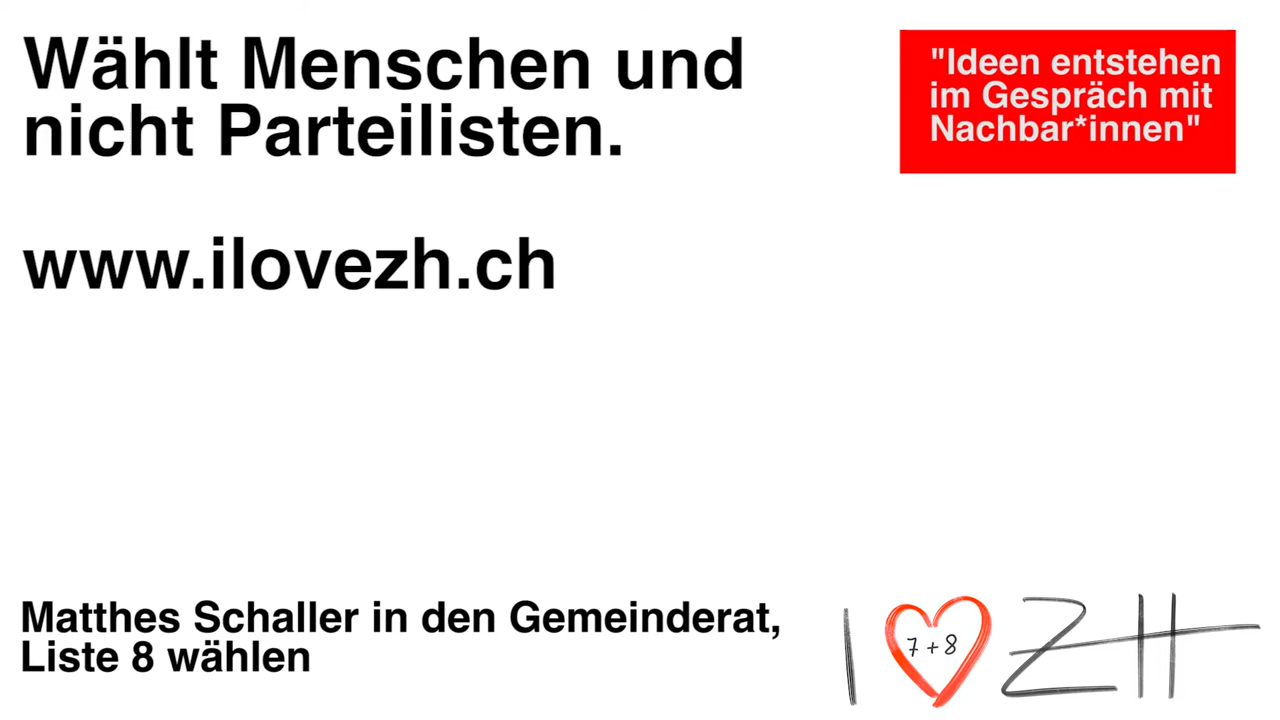 Wählt Menschen und
nicht Parteilisten.
www.ilovezh.ch
"Ideen entstehen
im Gespräch mit
Nachbar*innen"
Matthes Schaller in den Gemeinderat,
Liste 8 wählen
I 7+8 ZH